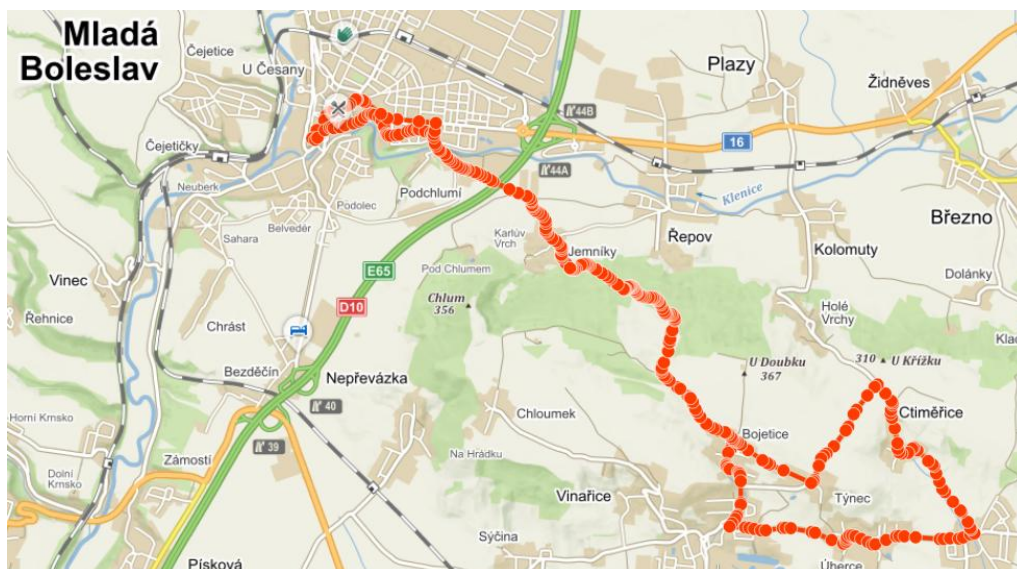 Mladá
Boleslav
Čejetice
U Česany
Plazy
Židněves
44B
16
Čejetičky
44A
Klenice
Neuberk
Podchlumí
Podolec
Belvedér
Březno
Karlův
Vrch
Sahara
Jemníky
Řepov
Kolomuty
E65
Pod Chlumem
Vinec
Dolánky
D10
Chlum
356
Holé
Vrchy
Řehnice
Chrást
Klad
U Doubku
367
310
U Křížku
Bezděčín
Nepřevázka
40
Chloumek
Ctiměřice
Horní Krnsko
39
Bojetice
Zámostí
Na Hrádku
Dolní
Krnsko
Vinařice
Týnec
Sýčina
Písková
Úherce